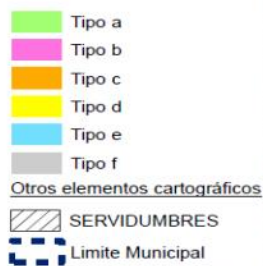 Tipo a
Tipo b
Tipo c
Tipo d
Tipo e
Tipo f
Otros elementos cartográficos
SERVIDUMBRES
Limite Municipal